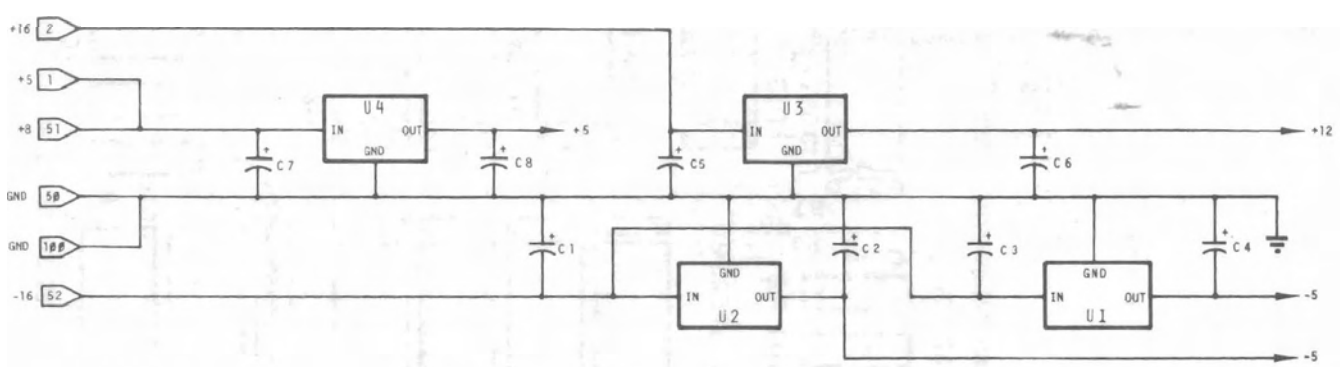 +16 2
+5 1
U4
U3
+8 51
IN OUT
+5
IN OUT
+12
GND
GND
+ C7
+ C8
+ C5
+ C6
GND 5Ø
GND 1ØØ
+ C1
+ C2
+ C3
+ C4
GND
GND
-16 52
IN OUT
IN OUT
-5
U2
U1
-5